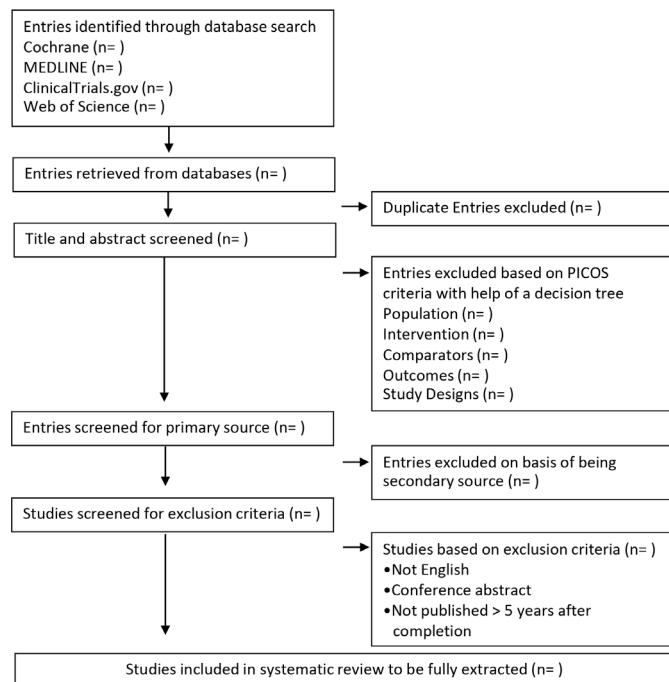 Entries identified through database search
Cochrane (n= )
MEDLINE (n= )
ClinicalTrials.gov (n= )
Web of Science (n= )
Entries retrieved from databases (n= )
Duplicate Entries excluded (n= )
Title and abstract screened (n= )
Entries excluded based on PICOS
criteria with help of a decision tree
Population (n= )
Intervention (n= )
Comparators (n= )
Outcomes (n= )
Study Designs (n= )
Entries screened for primary source (n= )
Entries excluded on basis of being
secondary source (n= )
Studies screened for exclusion criteria (n= )
Studies based on exclusion criteria (n= )
•Not English
•Conference abstract
•Not published > 5 years after
completion
Studies included in systematic review to be fully extracted (n= )